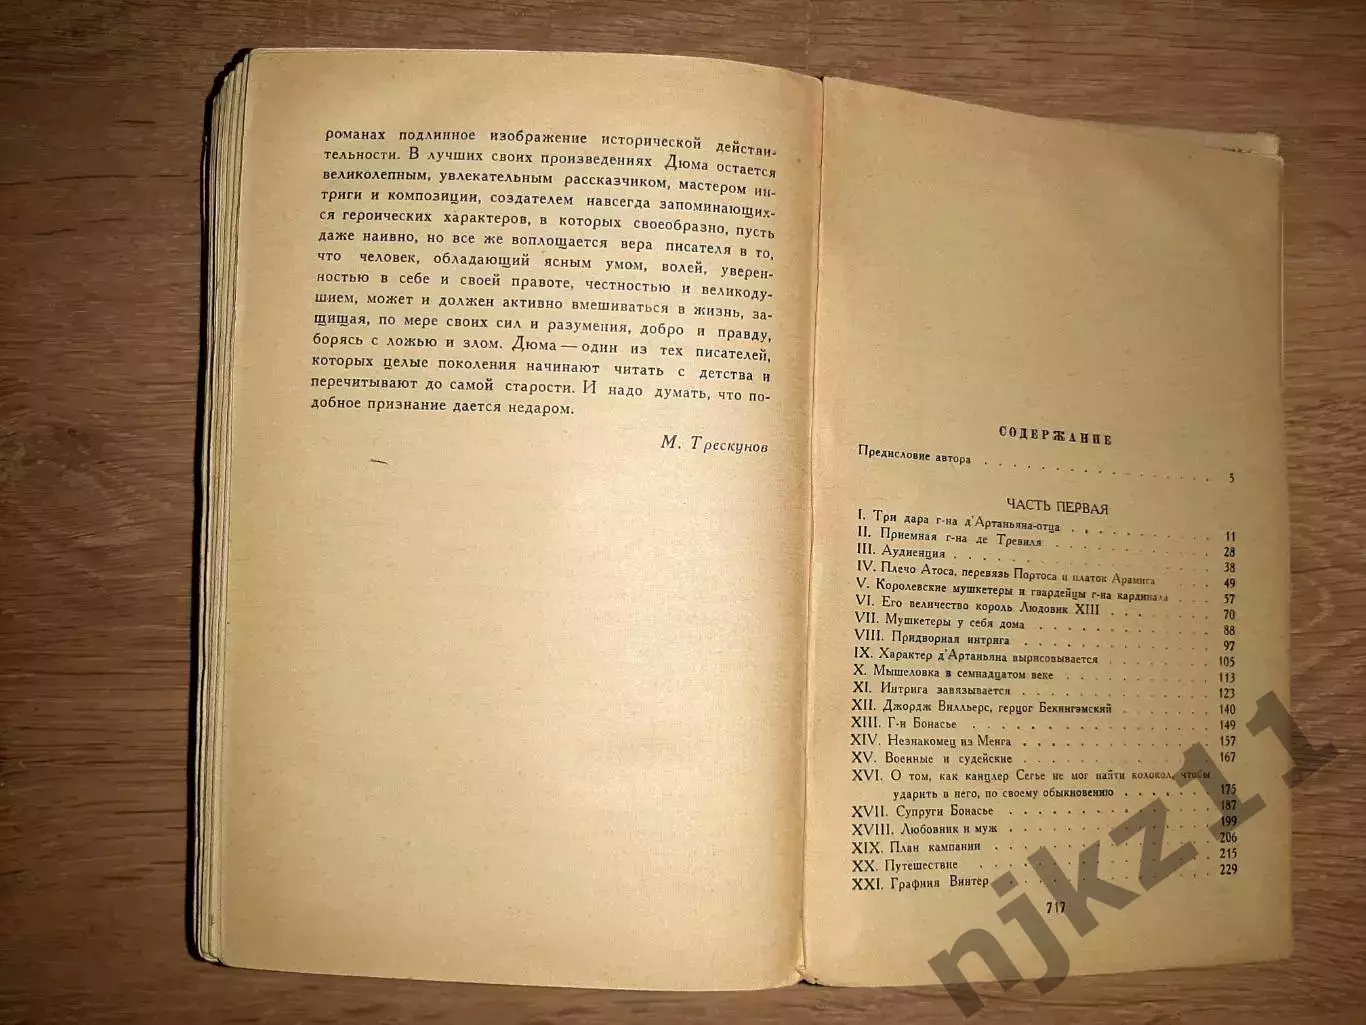 романах подлинное изображение исторической действи-
тельности. В лучших своих произведениях Дюма остается
великолепным, увлекательным рассказчиком, мастером ин-
триги и композиции, создателем навсегда запоминающих-
ся героических характеров, в которых своеобразно, пусть
даже наивно, но все же воплощается вера писателя в то,
что человек, обладающий ясным умом, волей, уверен-
ностью в себе и своей правоте, честностью и великоду-
шием, может и должен активно вмешиваться в жизнь, за-
щищая, по мере своих сил и разумения, добро и правду,
борясь с ложью и злом. Дюма — один из тех писателей,
которых целые поколения начинают читать с детства и
перечитывают до самой старости. И надо думать, что по-
добное признание дается недаром.
М. Трескунов
СОДЕРЖАНИЕ
Предисловие автора . . . . . . . . . . . . . . . 5
ЧАСТЬ ПЕРВАЯ
I. Три дара г-на д'Артаньяна-отца . . . . . . . . . 11
II. Приемная г-на де Тревиля . . . . . . . . . . 28
III. Аудиенция . . . . . . . . . . . . . . . . 38
IV. Плечо Атоса, перевязь Портоса и платок Арамиса . . . . 49
V. Королевские мушкетеры и гвардейцы г-на кардинала . . . 57
VI. Его величество король Людовик XIII . . . . . . . 70
VII. Мушкетеры у себя дома . . . . . . . . . . . 88
VIII. Придворная интрига . . . . . . . . . . . . 97
IX. Характер д'Артаньяна вырисовывается . . . . . . . 105
X. Мышеловка в семнадцатом веке . . . . . . . . . 113
XI. Интрига завязывается . . . . . . . . . . . . 123
XII. Джордж Вилльерс, герцог Бекингэмский . . . . . . 140
XIII. Г-н Бонасье . . . . . . . . . . . . . . . 149
XIV. Незнакомец из Менга . . . . . . . . . . . . 157
XV. Военные и судейские . . . . . . . . . . . . 167
XVI. О том, как канцлер Сегье не мог найти колокол, чтобы
ударить в него, по своему обыкновению . . . . . . 175
XVII. Супруги Бонасье . . . . . . . . . . . . . 187
XVIII. Любовник и муж . . . . . . . . . . . . . 199
XIX. План кампании . . . . . . . . . . . . . . 206
XX. Путешествие . . . . . . . . . . . . . . . 215
XXI. Графиня Винтер . . . . . . . . . . . . . . 229
717
njkz11